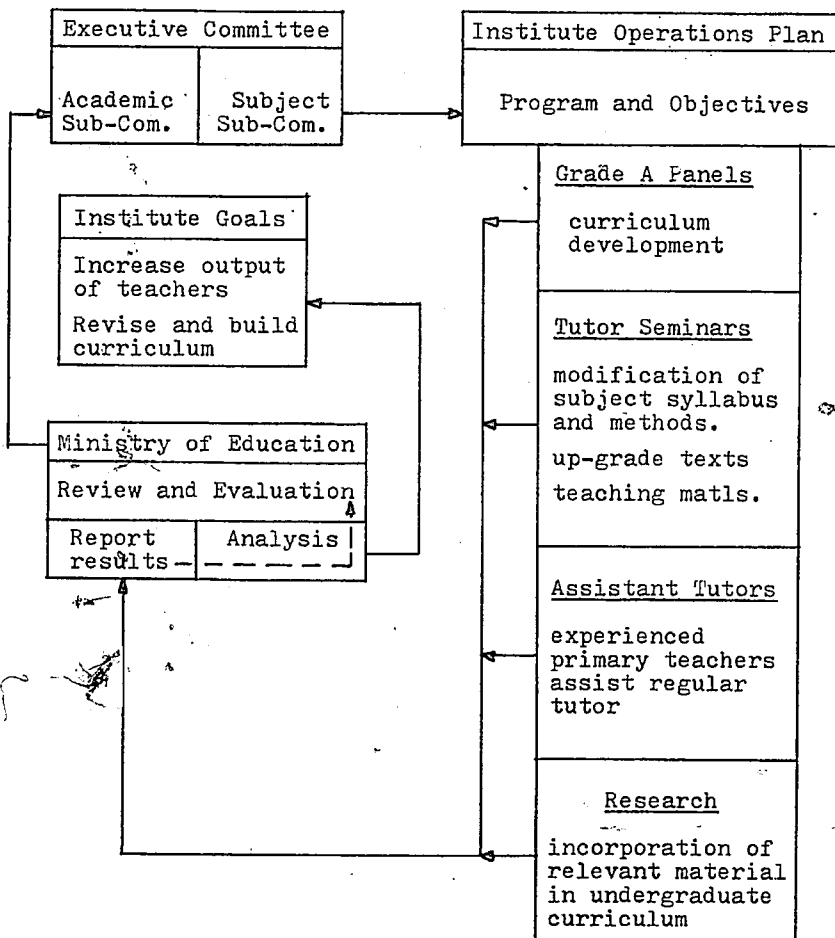 Executive Committee
Academic
Sub-Com.
Subject
Sub-Com.
Institute Operations Plan
Program and Objectives
Grade A Panels
curriculum
development
Institute Goals
Increase output
of teachers
Revise and build
curriculum
Tutor Seminars
modification of
subject syllabus
and methods.
up-grade texts
teaching matls.
Ministry of Education
Review and Evaluation
Report
results
Analysis
Assistant Tutors
experienced
primary teachers
assist regular
tutor
Research
incorporation of
relevant material
in undergraduate
curriculum